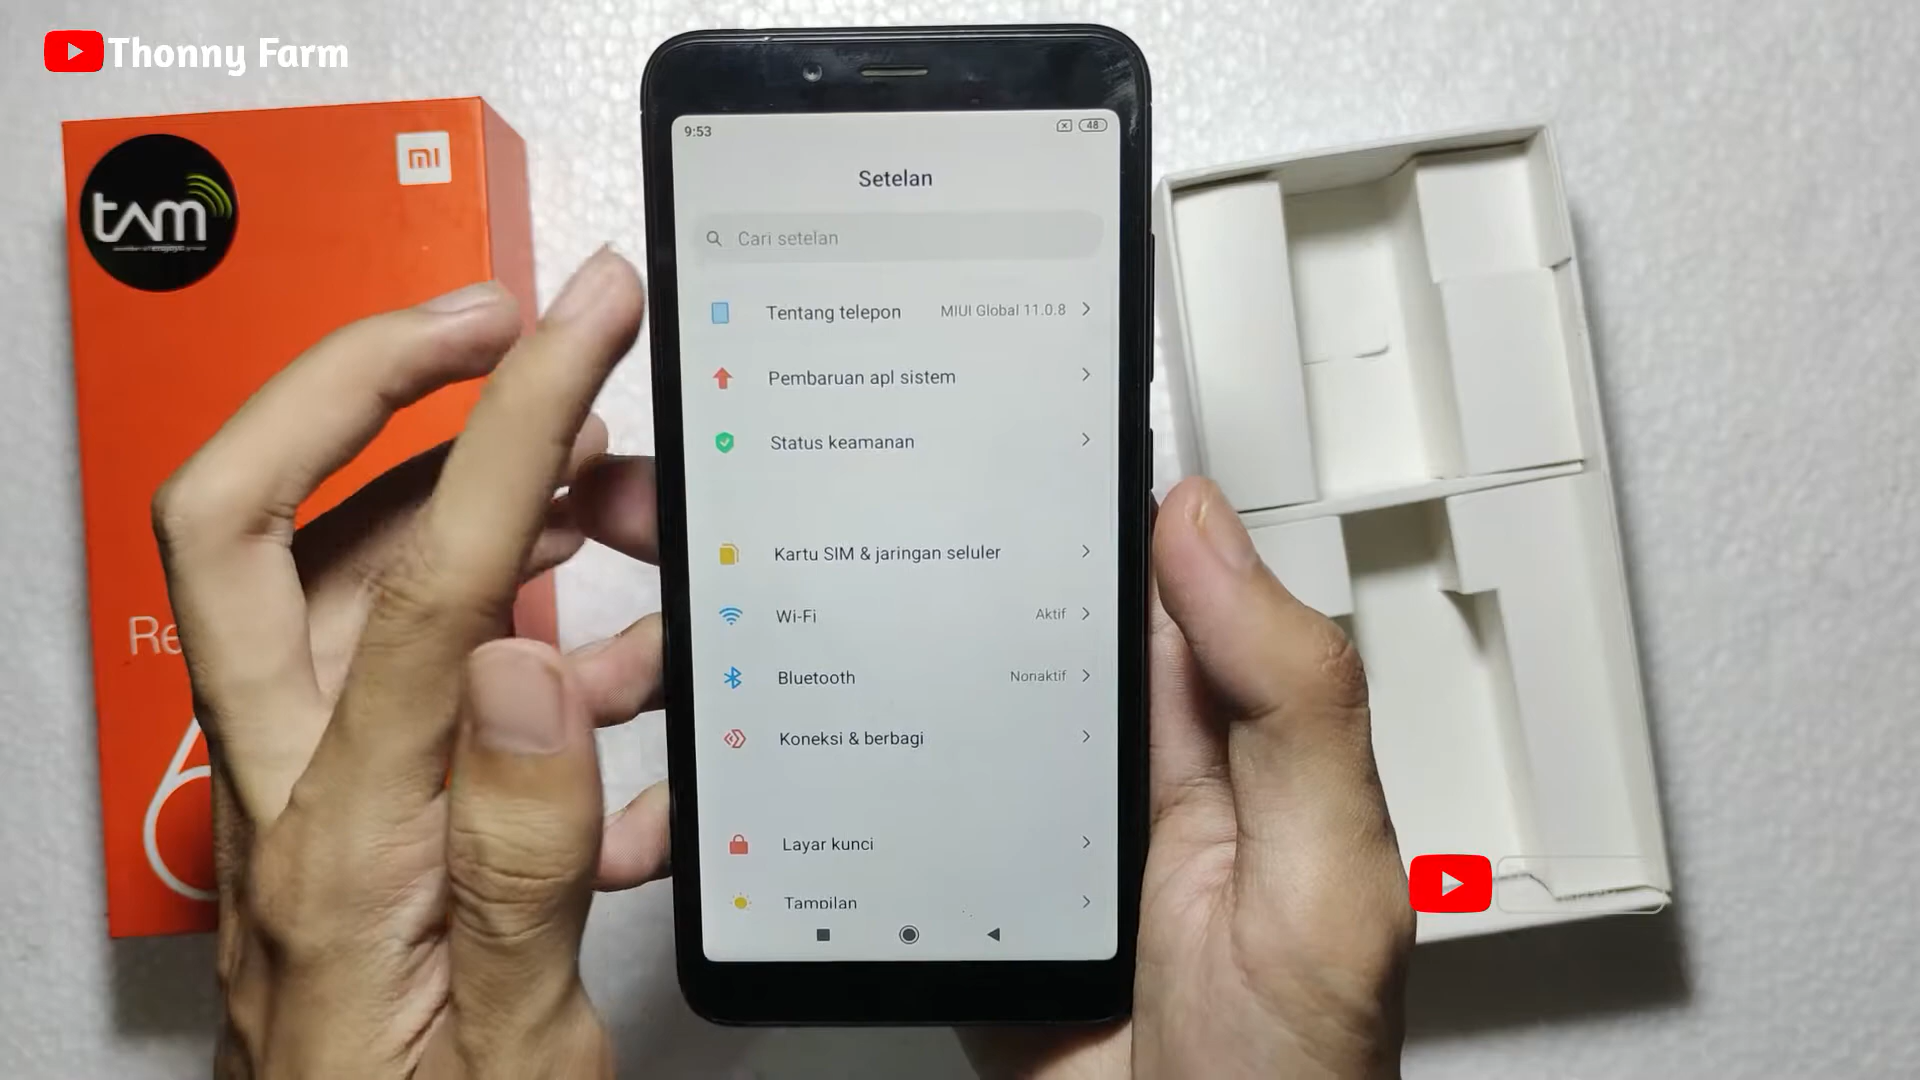 Thonny Farm
tam
mi
9:53
48
Setelan
Cari setelan
Tentang telepon MIUI Global 11.0.8
Pembaruan apl sistem
Status keamanan
Kartu SIM & jaringan seluler
Wi-Fi Aktif
Bluetooth Nonaktif
Koneksi & berbagi
Layar kunci
Tampilan
Re
6